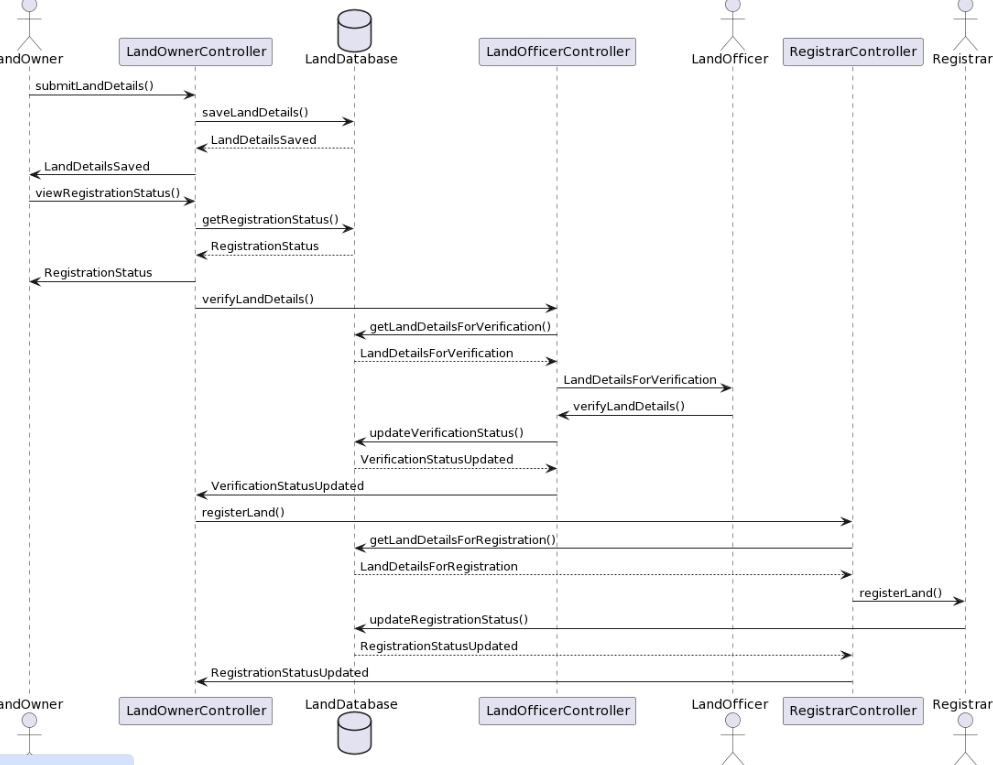 andOwner
LandOwnerController
LandDatabase
LandOfficerController
LandOfficer
RegistrarController
Registrar
submitLandDetails()
saveLandDetails()
LandDetailsSaved
LandDetailsSaved
viewRegistrationStatus()
getRegistrationStatus()
RegistrationStatus
RegistrationStatus
verifyLandDetails()
getLandDetailsForVerification()
LandDetailsForVerification
LandDetailsForVerification
verifyLandDetails()
updateVerificationStatus()
VerificationStatusUpdated
VerificationStatusUpdated
registerLand()
getLandDetailsForRegistration()
LandDetailsForRegistration
registerLand()
updateRegistrationStatus()
RegistrationStatusUpdated
RegistrationStatusUpdated
andOwner
LandOwnerController
LandDatabase
LandOfficerController
LandOfficer
RegistrarController
Registrar